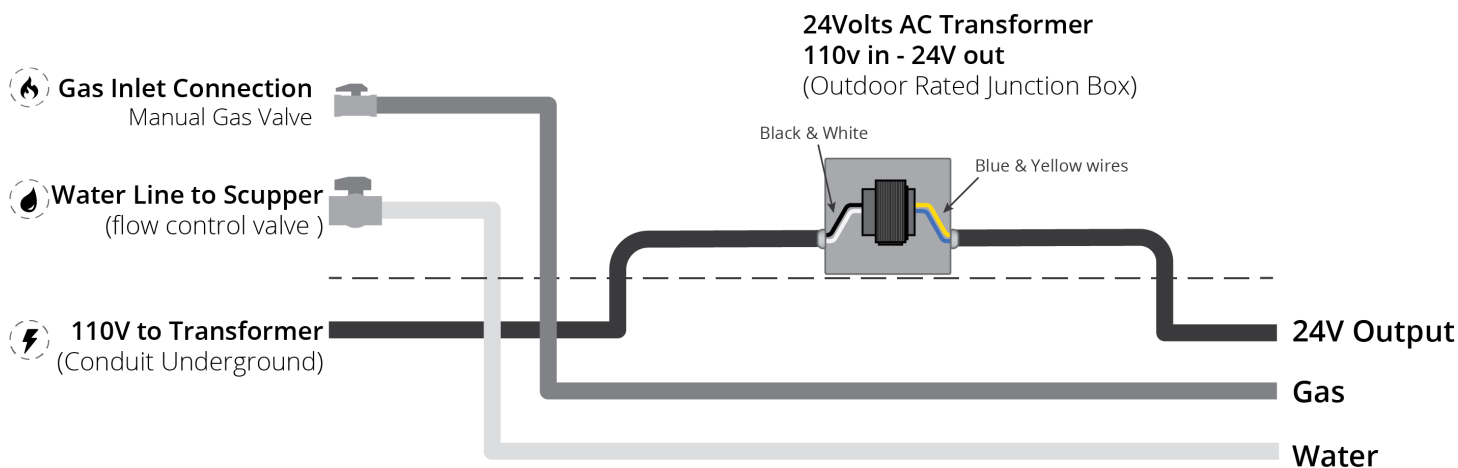 24Volts AC Transformer
110v in - 24V out
(Outdoor Rated Junction Box)
Gas Inlet Connection
Manual Gas Valve
Black & White
Blue & Yellow wires
Water Line to Scupper
(flow control valve )
110V to Transformer
(Conduit Underground)
24V Output
Gas
Water